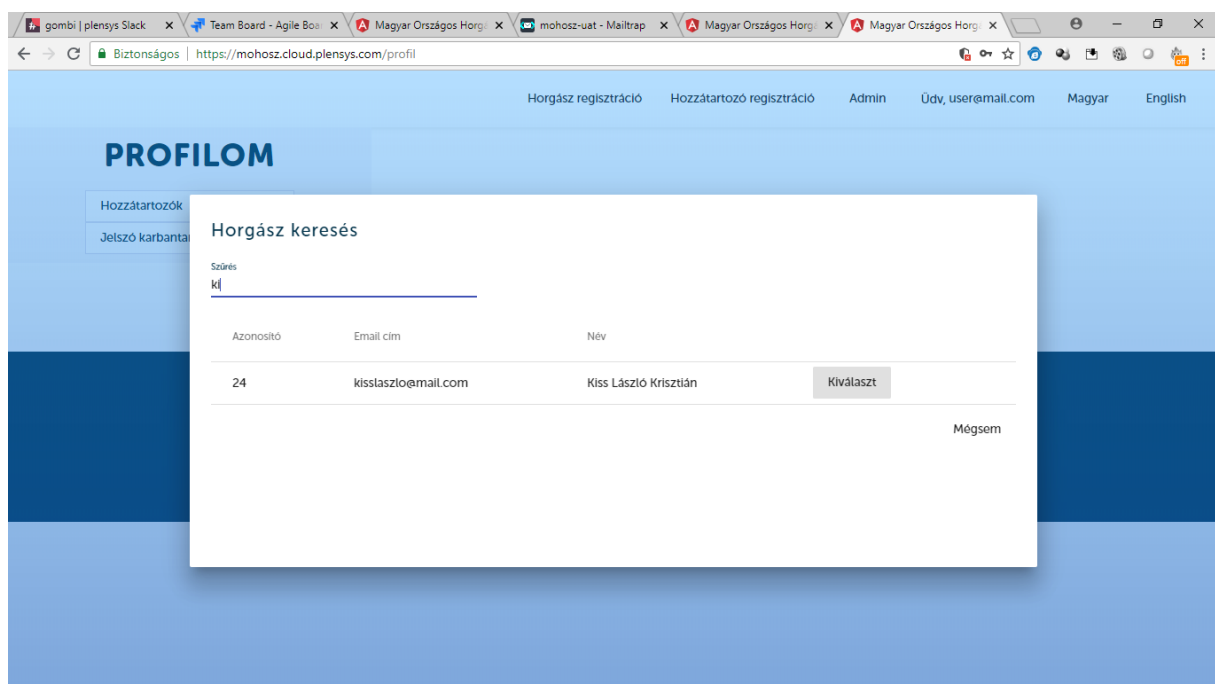 gombi | plensys Slack Team Board - Agile Boa Magyar Országos Horgá mohosz-uat - Mailtrap Magyar Országos Horgá Magyar Országos Horgá
Biztonságos | https://mohosz.cloud.plensys.com/profil
off
Horgász regisztráció Hozzátartozó regisztráció Admin Üdv, user@mail.com Magyar English
PROFILOM
Hozzátartozók
Jelszó karbantar
Horgász keresés
Szűrés
ki
Azonosító Email cím Név
24 kisslaszlo@mail.com Kiss László Krisztián Kiválaszt
Mégsem